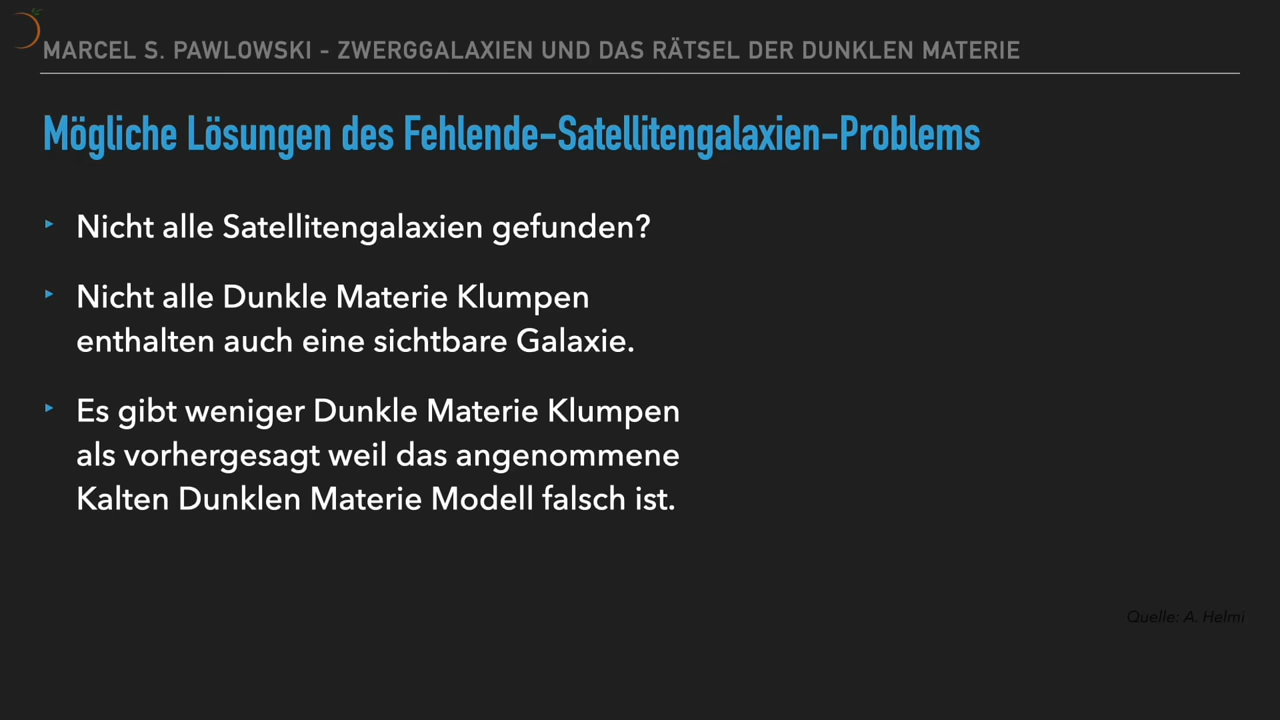 MARCEL S. PAWLOWSKI - ZWERGGALAXIEN UND DAS RÄTSEL DER DUNKLEN MATERIE
Mögliche Lösungen des Fehlende-Satellitengalaxien-Problems
‣ Nicht alle Satellitengalaxien gefunden?
‣ Nicht alle Dunkle Materie Klumpen
enthalten auch eine sichtbare Galaxie.
‣ Es gibt weniger Dunkle Materie Klumpen
als vorhergesagt weil das angenommene
Kalten Dunklen Materie Modell falsch ist.
Quelle: A. Helmi